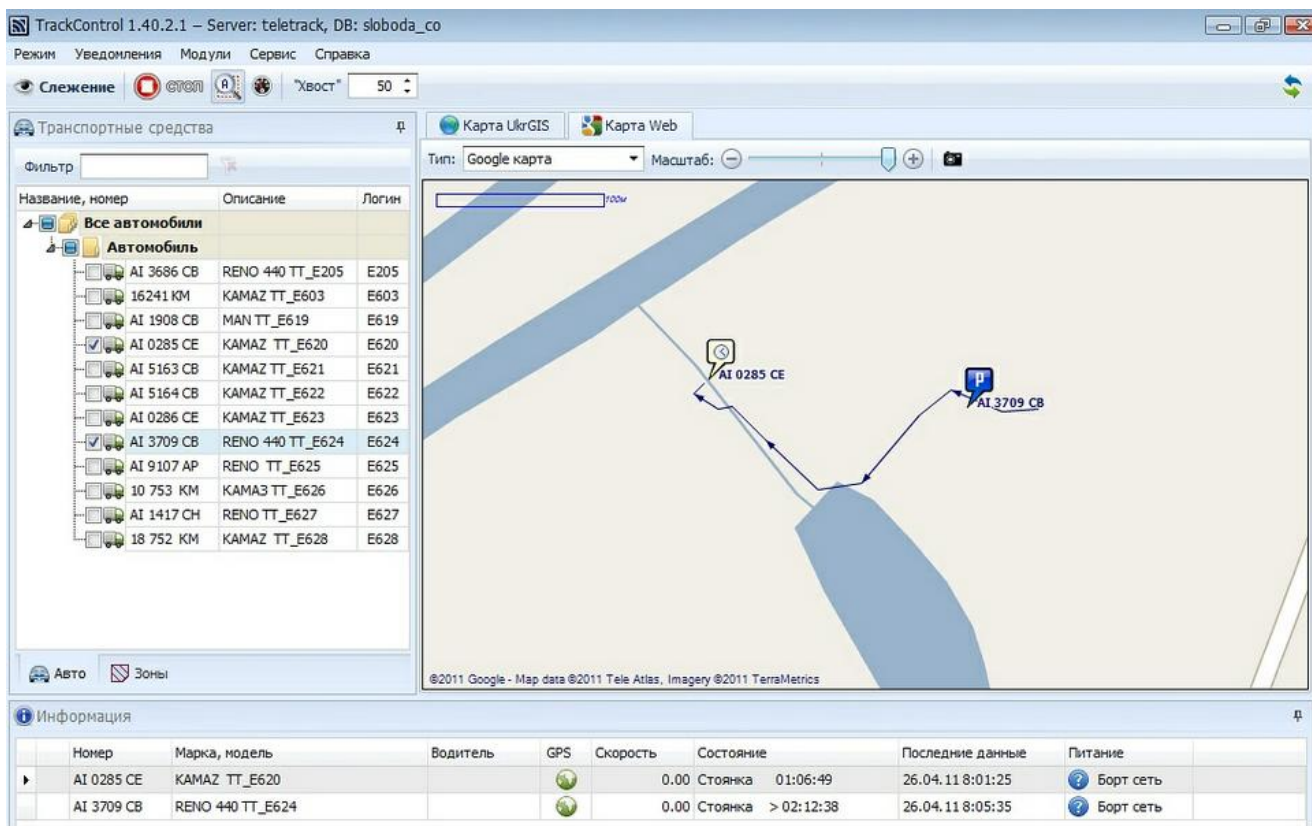 TrackControl 1.40.2.1 – Server: teletrack, DB: sloboda_co
Режим Уведомления Модули Сервис Справка
Слежение стоп "Хвост" 50
Транспортные средства
Фильтр
Название, номер Описание Логин
Все автомобили
Автомобиль
AI 3686 CB RENO 440 TT_E205 E205
16241 KM KAMAZ TT_E603 E603
AI 1908 CB MAN TT_E619 E619
AI 0285 CE KAMAZ TT_E620 E620
AI 5163 CB KAMAZ TT_E621 E621
AI 5164 CB KAMAZ TT_E622 E622
AI 0286 CE KAMAZ TT_E623 E623
AI 3709 CB RENO 440 TT_E624 E624
AI 9107 AP RENO TT_E625 E625
10 753 KM КАМАЗ TT_E626 E626
AI 1417 CH RENO TT_E627 E627
18 752 KM KAMAZ TT_E628 E628
Авто Зоны
Карта UkrGIS Карта Web
Тип: Google карта Масштаб:
100м
AI 0285 CE
P
AI 3709 CB
©2011 Google - Map data ©2011 Tele Atlas, Imagery ©2011 TerraMetrics
Информация
Номер Марка, модель Водитель GPS Скорость Состояние Последние данные Питание
AI 0285 CE KAMAZ TT_E620 0.00 Стоянка 01:06:49 26.04.11 8:01:25 Борт сеть
AI 3709 CB RENO 440 TT_E624 0.00 Стоянка > 02:12:38 26.04.11 8:05:35 Борт сеть